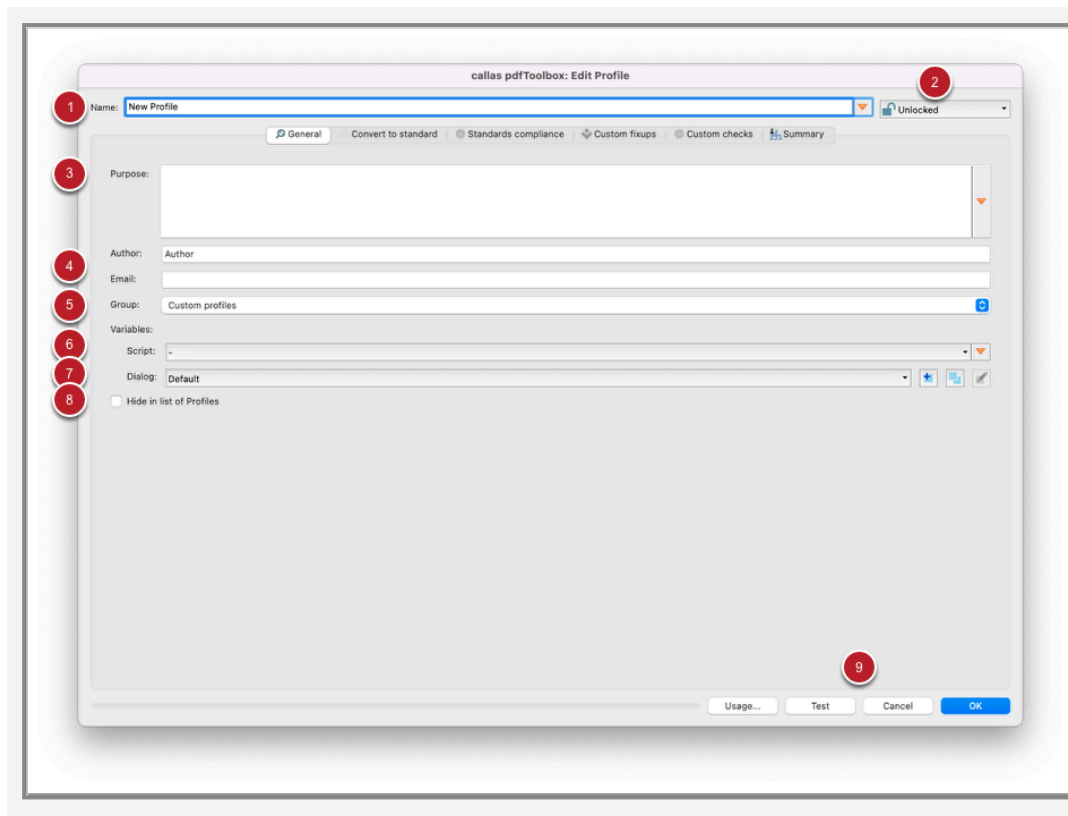 callas pdfToolbox: Edit Profile
2
1 Name: New Profile Unlocked
General Convert to standard Standards compliance Custom fixups Custom checks Summary
3 Purpose:
Author: Author
4
Email:
5 Group: Custom profiles
Variables:
6 Script: -
7 Dialog: Default
8 Hide in list of Profiles
9
Usage... Test Cancel OK